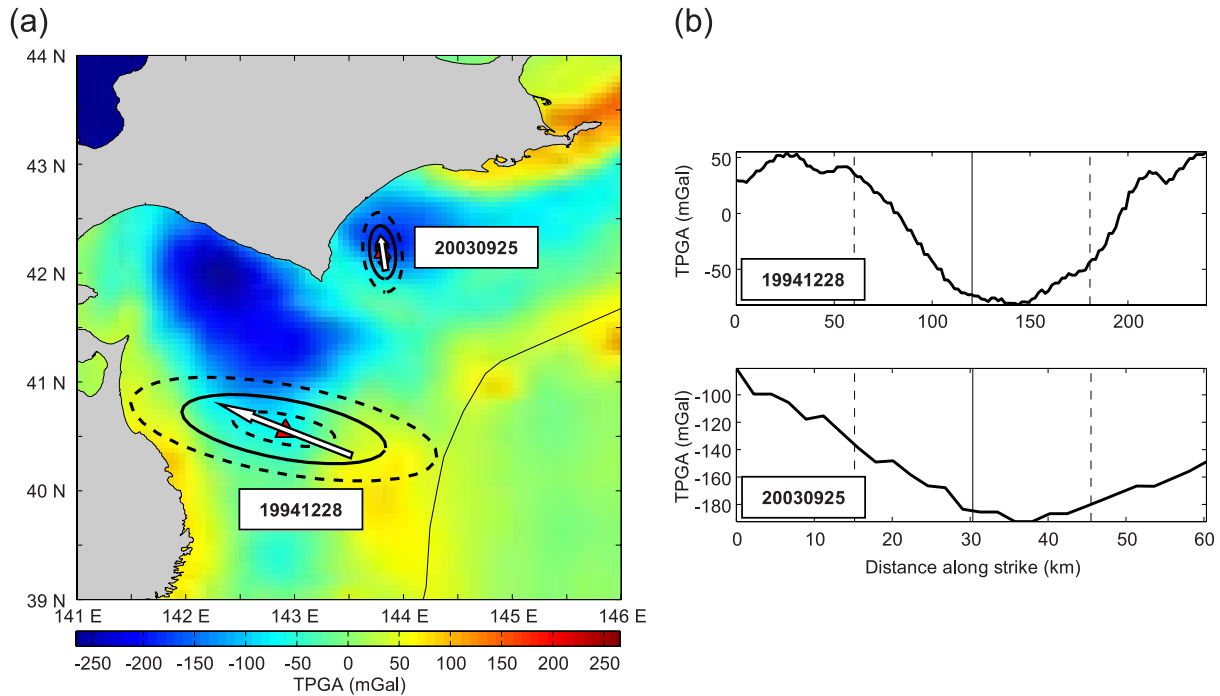 (a)
44 N
43 N
42 N
41 N
40 N
39 N
141 E 142 E 143 E 144 E 145 E 146 E
20030925
19941228
-250 -200 -150 -100 -50 0 50 100 150 200 250
TPGA (mGal)
(b)
TPGA (mGal)
50
0
-50
19941228
0 50 100 150 200
TPGA (mGal)
-100
-120
-140
-160
-180
20030925
0 10 20 30 40 50 60
Distance along strike (km)